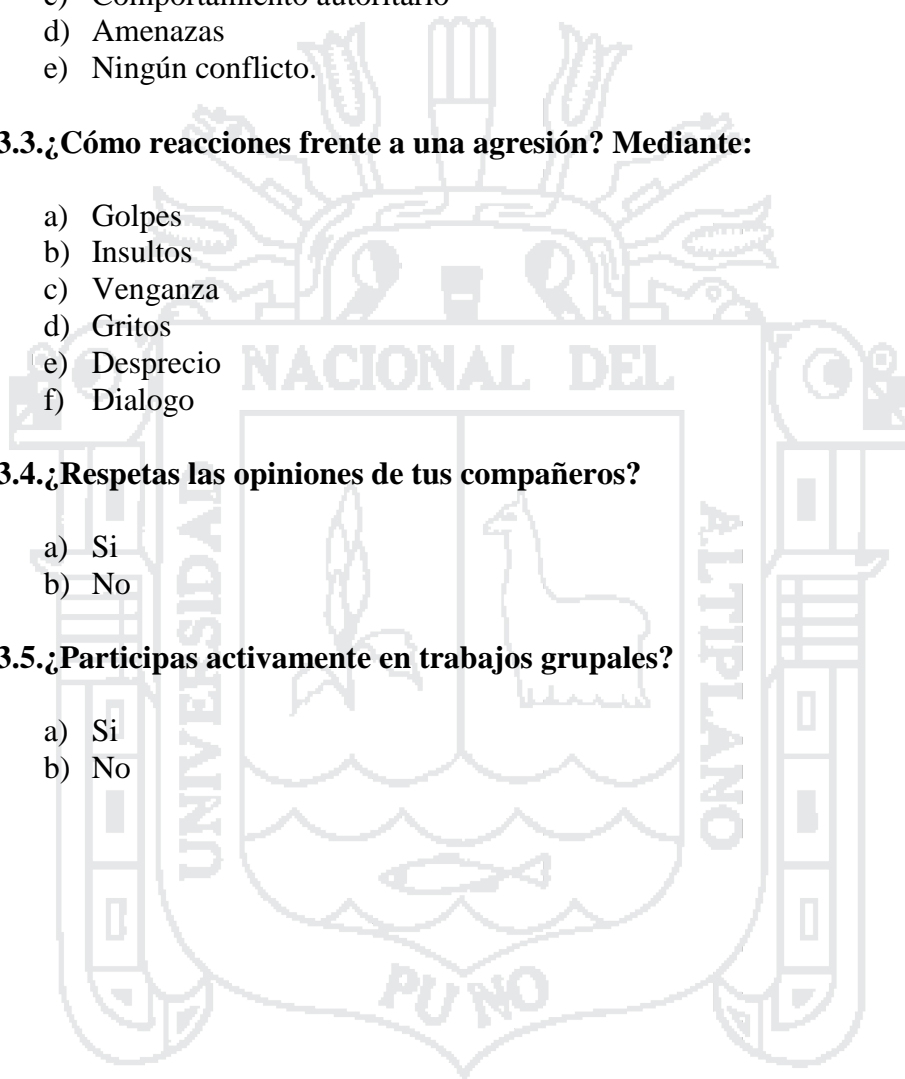 c) Comportamiento autoritario
d) Amenazas
e) Ningún conflicto.
3.3.¿Cómo reacciones frente a una agresión? Mediante:
a) Golpes
b) Insultos
c) Venganza
d) Gritos
e) Desprecio
f) Dialogo
3.4.¿Respetas las opiniones de tus compañeros?
a) Si
b) No
3.5.¿Participas activamente en trabajos grupales?
a) Si
b) No
UNIVERSIDAD
NACIONAL DEL
ALTIPLANO
PUNO